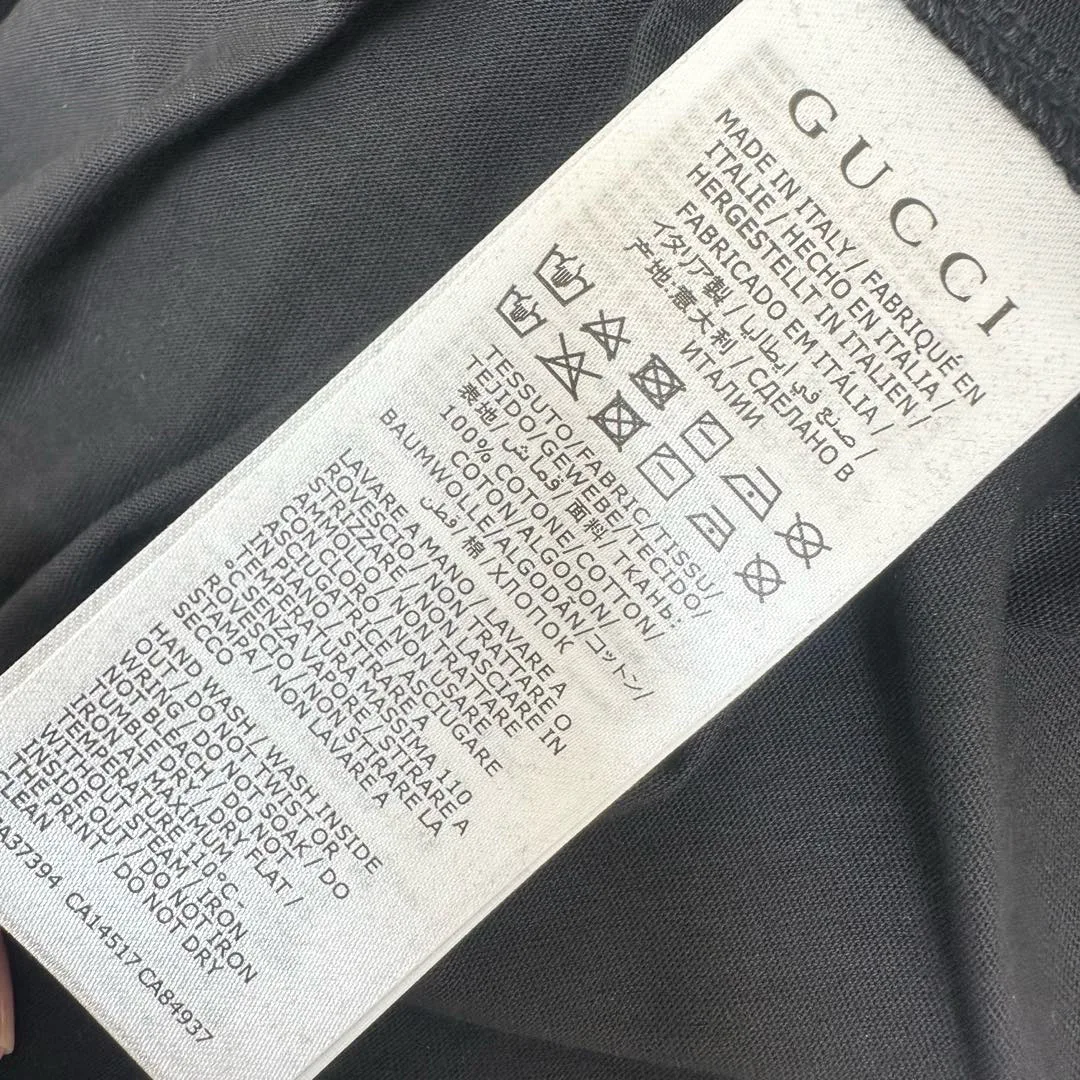 GUCCI
MADE IN ITALY / FABRIQUÉ EN
ITALIE / HECHO EN ITALIA /
HERGESTELLT IN ITALIEN /
FABRICADO EM ITALIA /
イタリア製 / صنع في ايطاليا /
产地:意大利 / СДЕЛАНО В
ИТАЛИИ
TESSUTO/FABRIC/TISSU/
TEJIDO/GEWEBE/TECIDO/
表地/قماش/面料/ТКАНЬ:
100% COTONE/COTTON/
COTON/ALGODON/
BAUMWOLLE/ALGODÃN/コットン/
قطن/棉/ХЛОПОК
LAVARE A MANO / LAVARE A
ROVESCIO / NON TRATTARE O
STRIZZARE / NON LASCIARE IN
AMMOLLO / NON TRATTARE
CON CLORO / NON USARE
ASCIUGATRICE / ASCIUGARE
IN PIANO / STIRARE A
TEMPERATURA MASSIMA 110
°C SENZA VAPORE / STIRARE A
ROVESCIO / NON STIRARE LA
STAMPA / NON LAVARE A
SECCO
HAND WASH / WASH INSIDE
OUT / DO NOT TWIST OR
WRING / DO NOT SOAK / DO
NOT BLEACH / DO NOT
TUMBLE DRY / DRY FLAT /
IRON AT MAXIMUM
TEMPERATURE 110°C
WITHOUT STEAM / IRON
INSIDE OUT / DO NOT IRON
THE PRINT / DO NOT DRY
CLEAN
A37394 CA14517 CA84937